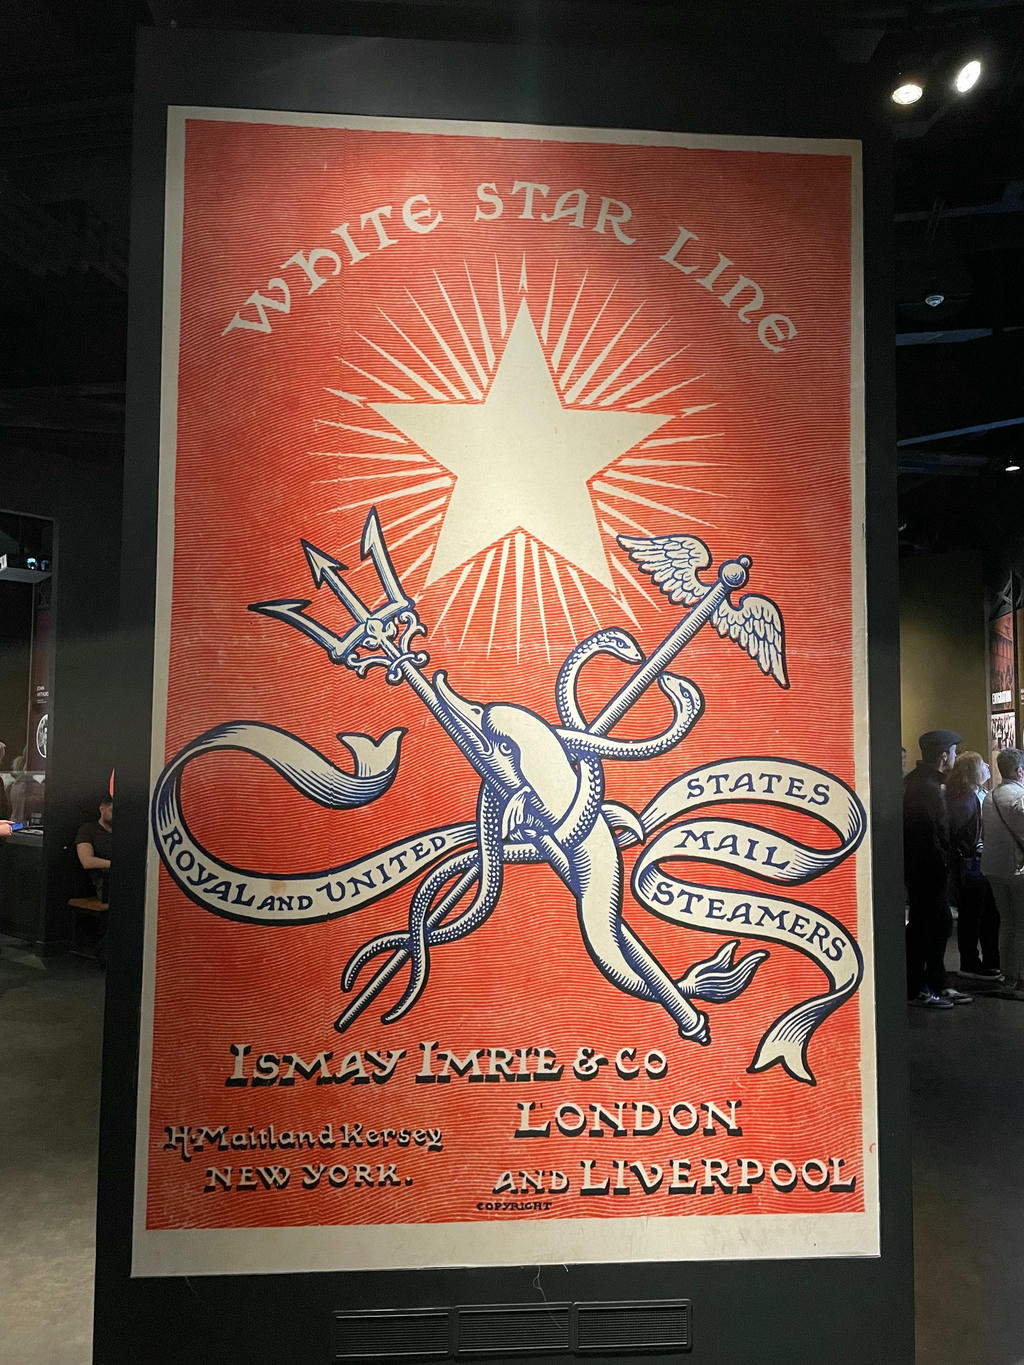 WHITE STAR LINE
ROYAL AND UNITED
STATES
MAIL
STEAMERS
ISMAY IMRIE & CO
LONDON
AND LIVERPOOL
H. Maitland Kersey
NEW YORK.
COPYRIGHT